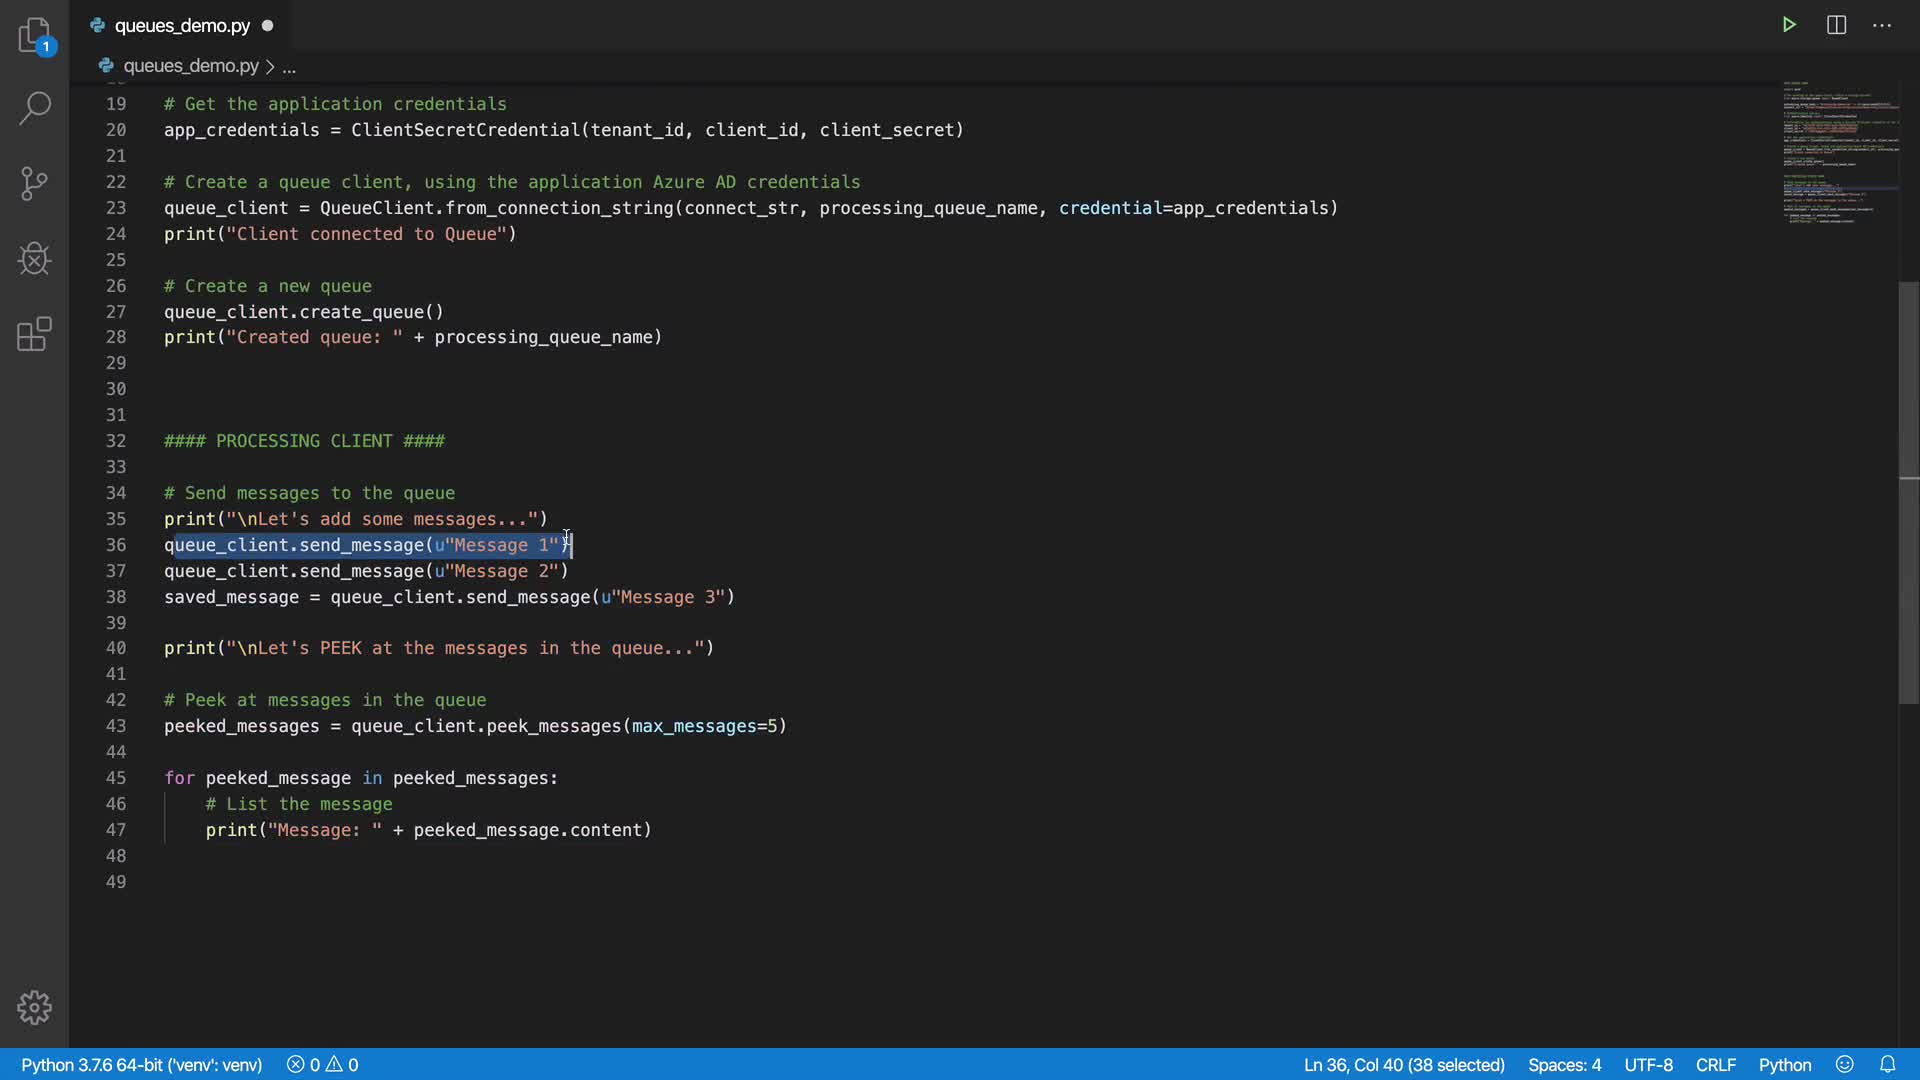 queues_demo.py
1
queues_demo.py > ...
19 # Get the application credentials
20 app_credentials = ClientSecretCredential(tenant_id, client_id, client_secret)
21
22 # Create a queue client, using the application Azure AD credentials
23 queue_client = QueueClient.from_connection_string(connect_str, processing_queue_name, credential=app_credentials)
24 print("Client connected to Queue")
25
26 # Create a new queue
27 queue_client.create_queue()
28 print("Created queue: " + processing_queue_name)
29
30
31
32 #### PROCESSING CLIENT ####
33
34 # Send messages to the queue
35 print("\nLet's add some messages...")
36 queue_client.send_message(u"Message 1")
37 queue_client.send_message(u"Message 2")
38 saved_message = queue_client.send_message(u"Message 3")
39
40 print("\nLet's PEEK at the messages in the queue...")
41
42 # Peek at messages in the queue
43 peeked_messages = queue_client.peek_messages(max_messages=5)
44
45 for peeked_message in peeked_messages:
46 # List the message
47 print("Message: " + peeked_message.content)
48
49
Python 3.7.6 64-bit ('venv': venv) 0 0 Ln 36, Col 40 (38 selected) Spaces: 4 UTF-8 CRLF Python